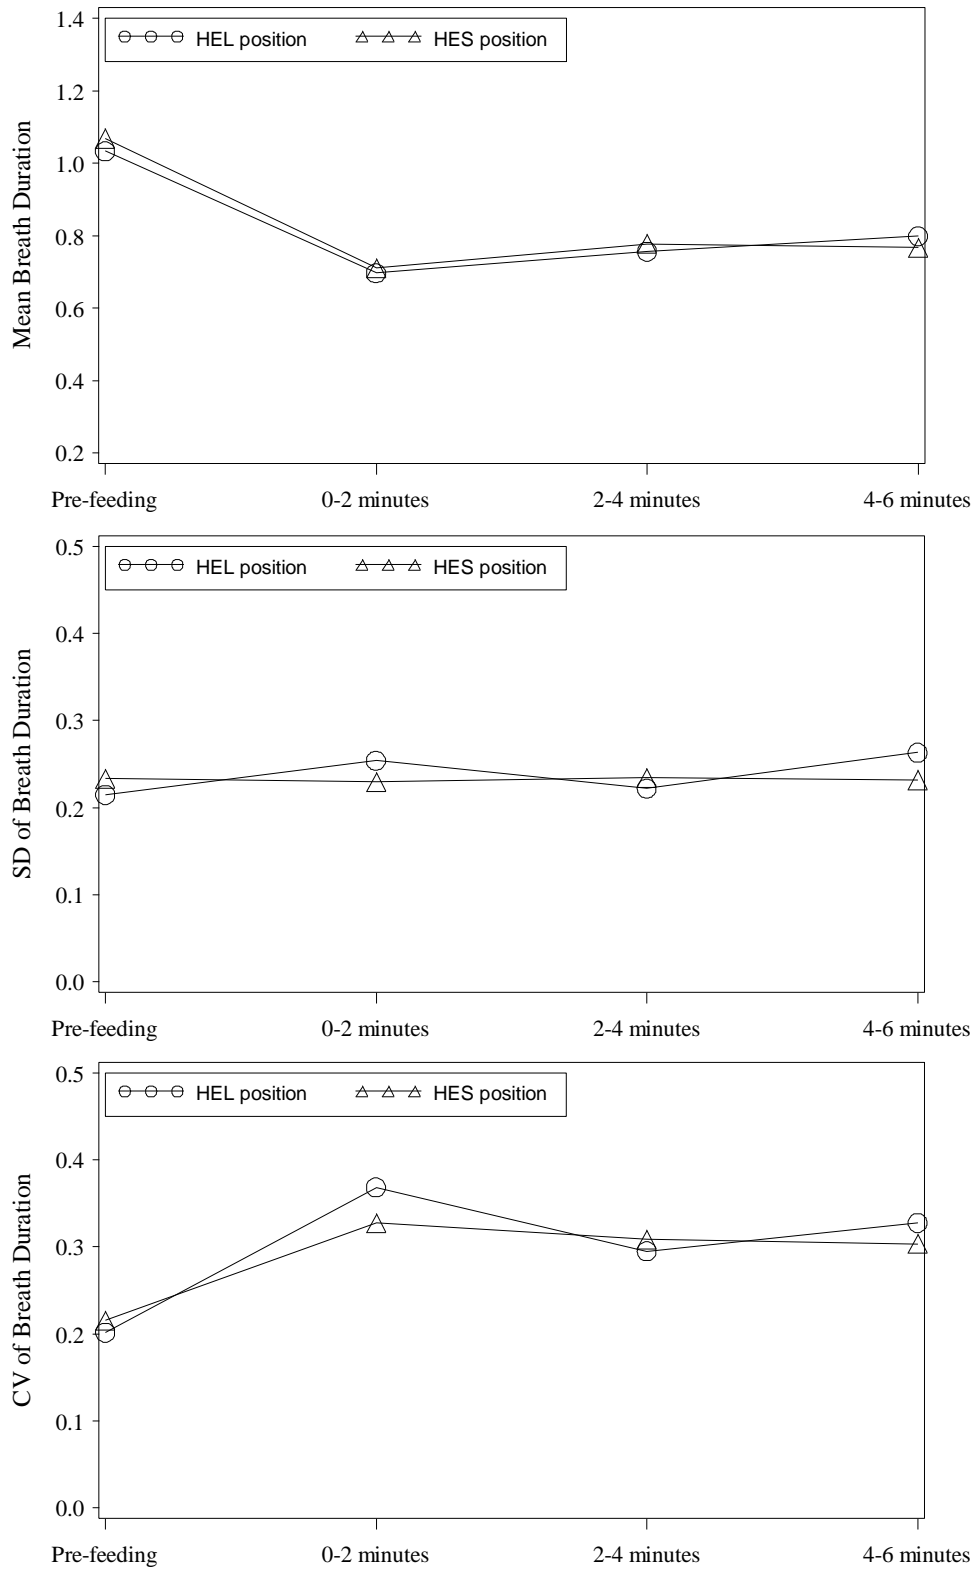 1.4
HEL position HES position
1.2
1.0
0.8
0.6
0.4
0.2
Mean Breath Duration
Pre-feeding 0-2 minutes 2-4 minutes 4-6 minutes
0.5
HEL position HES position
0.4
0.3
0.2
0.1
0.0
SD of Breath Duration
Pre-feeding 0-2 minutes 2-4 minutes 4-6 minutes
0.5
HEL position HES position
0.4
0.3
0.2
0.1
0.0
CV of Breath Duration
Pre-feeding 0-2 minutes 2-4 minutes 4-6 minutes